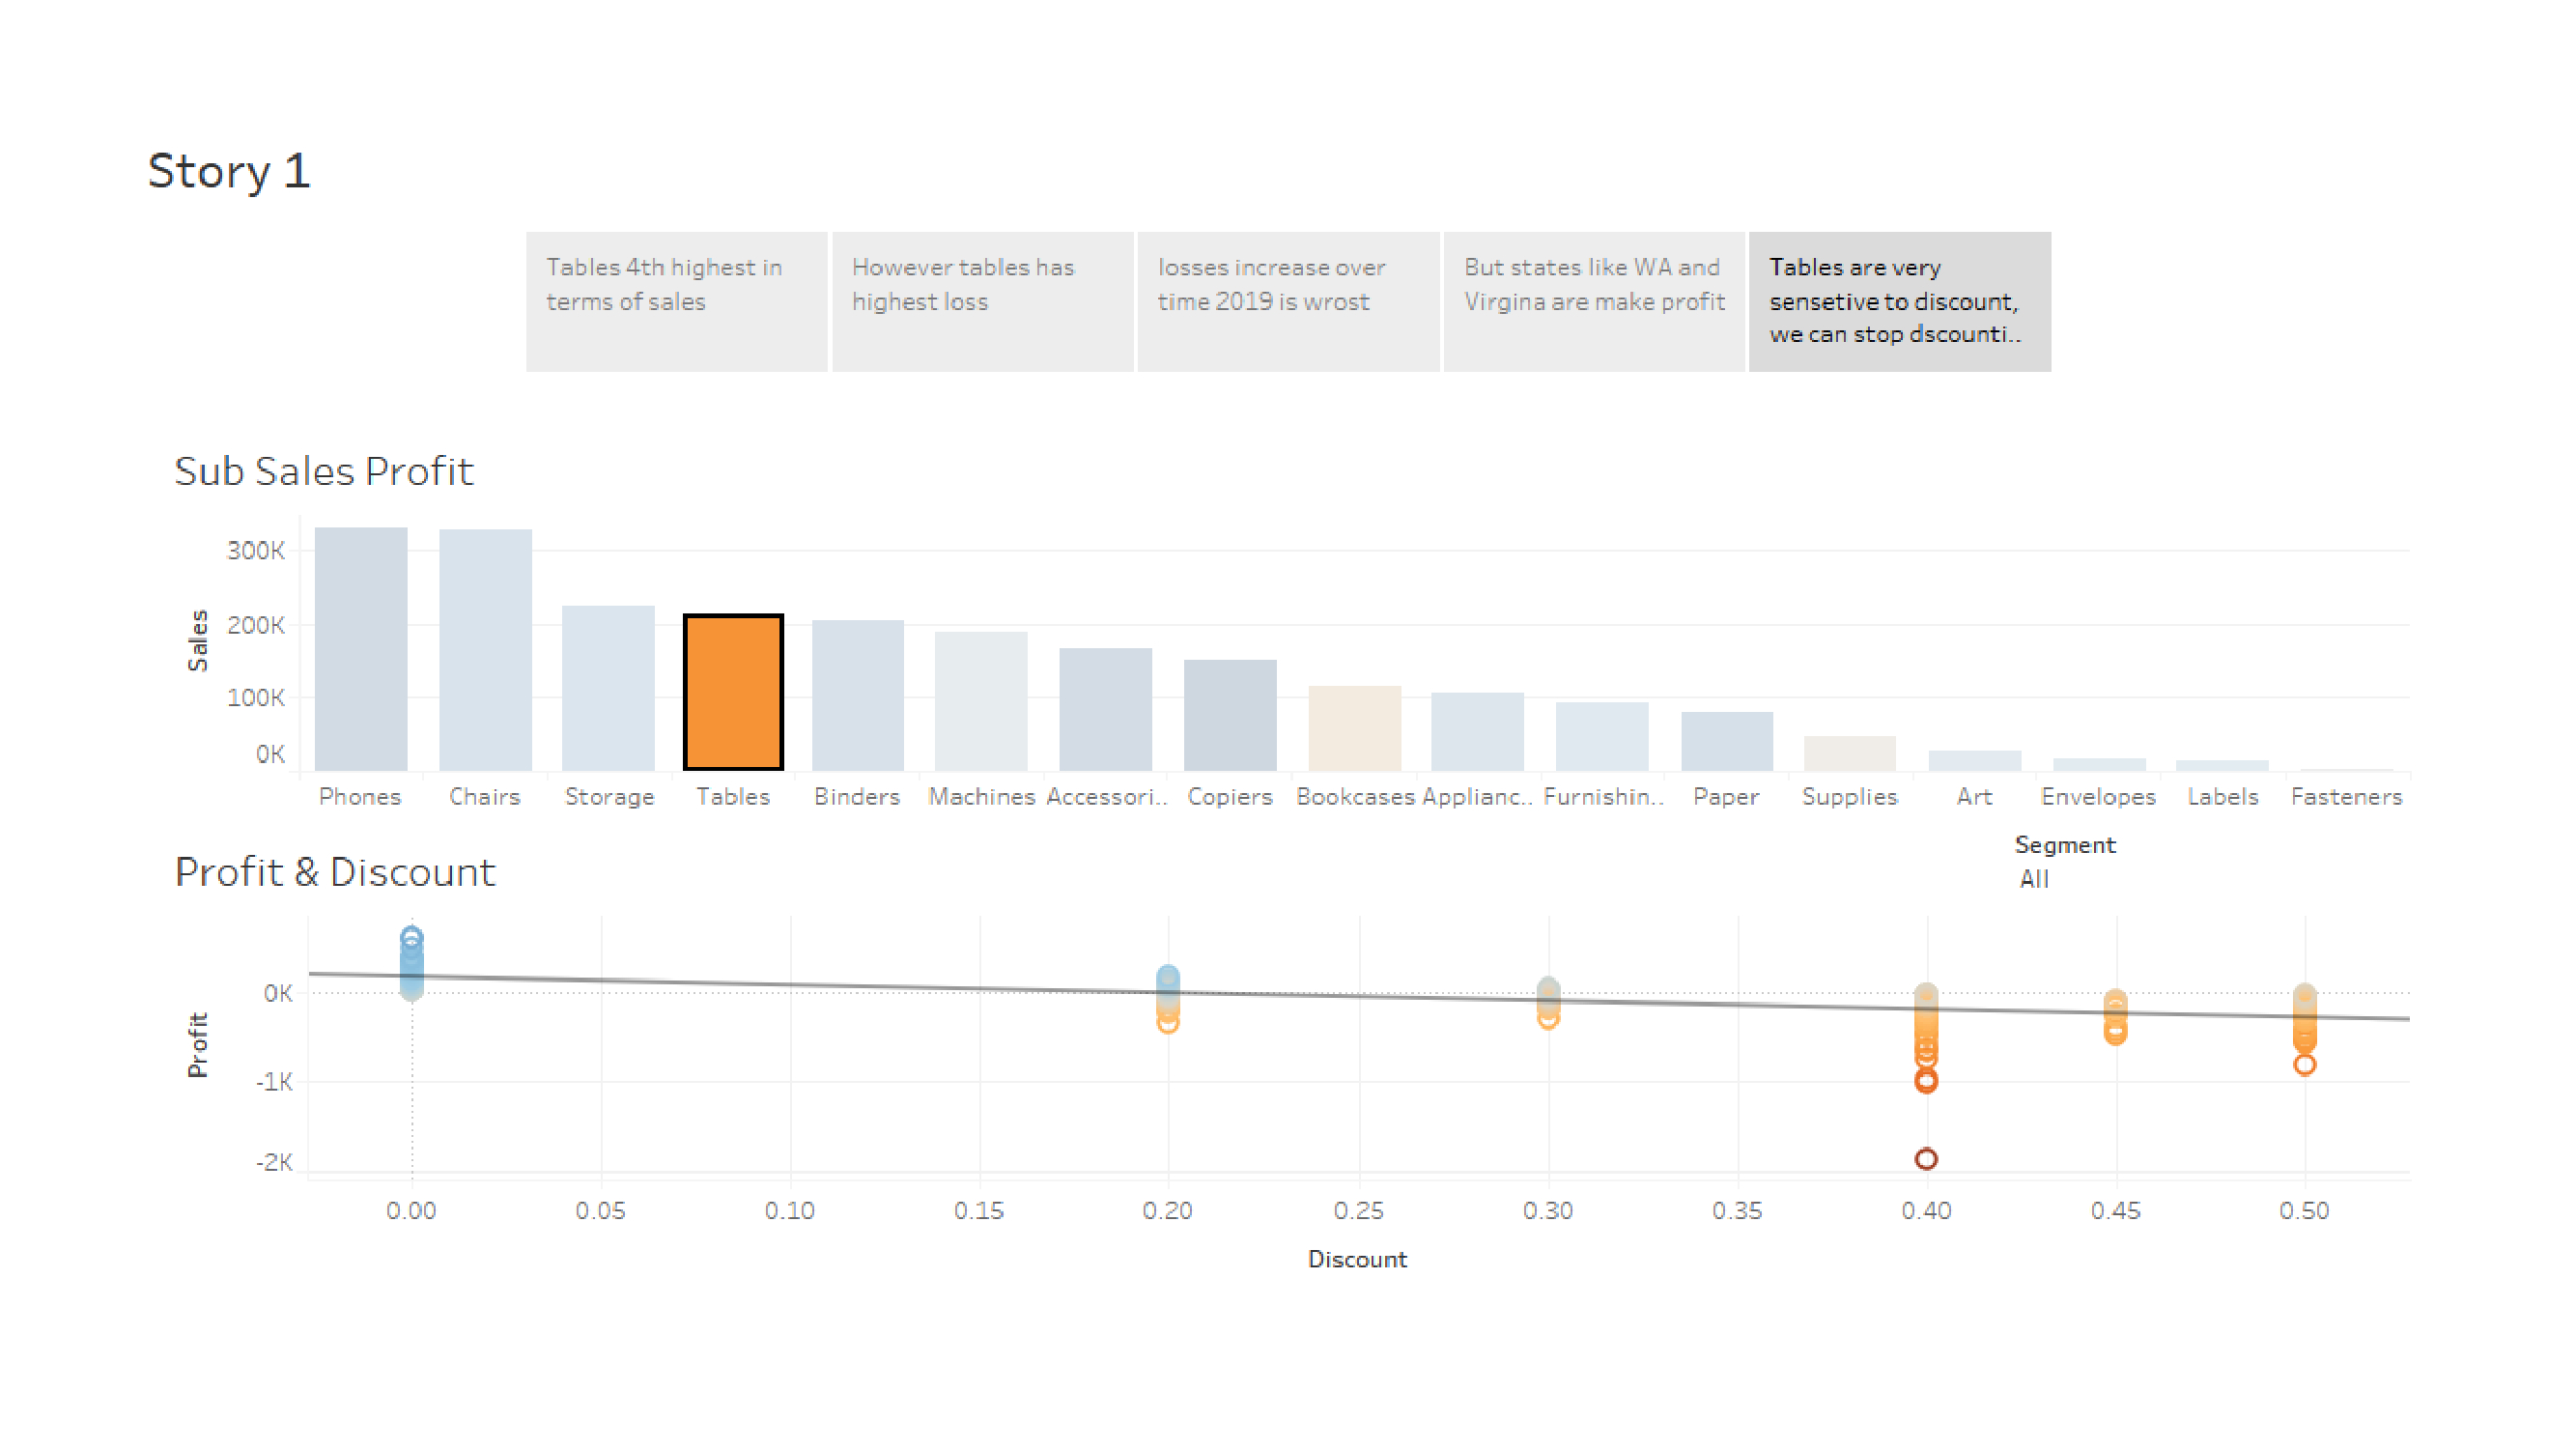 Story 1
Tables 4th highest in
terms of sales
However tables has
highest loss
losses increase over
time 2019 is wrost
But states like WA and
Virgina are make profit
Tables are very
sensetive to discount,
we can stop dscounti..
Sub Sales Profit
Sales
300K
200K
100K
0K
Phones Chairs Storage Tables Binders Machines Accessori.. Copiers Bookcases Applianc.. Furnishin.. Paper Supplies Art Envelopes Labels Fasteners
Segment
All
Profit & Discount
Profit
0K
-1K
-2K
0.00 0.05 0.10 0.15 0.20 0.25 0.30 0.35 0.40 0.45 0.50
Discount